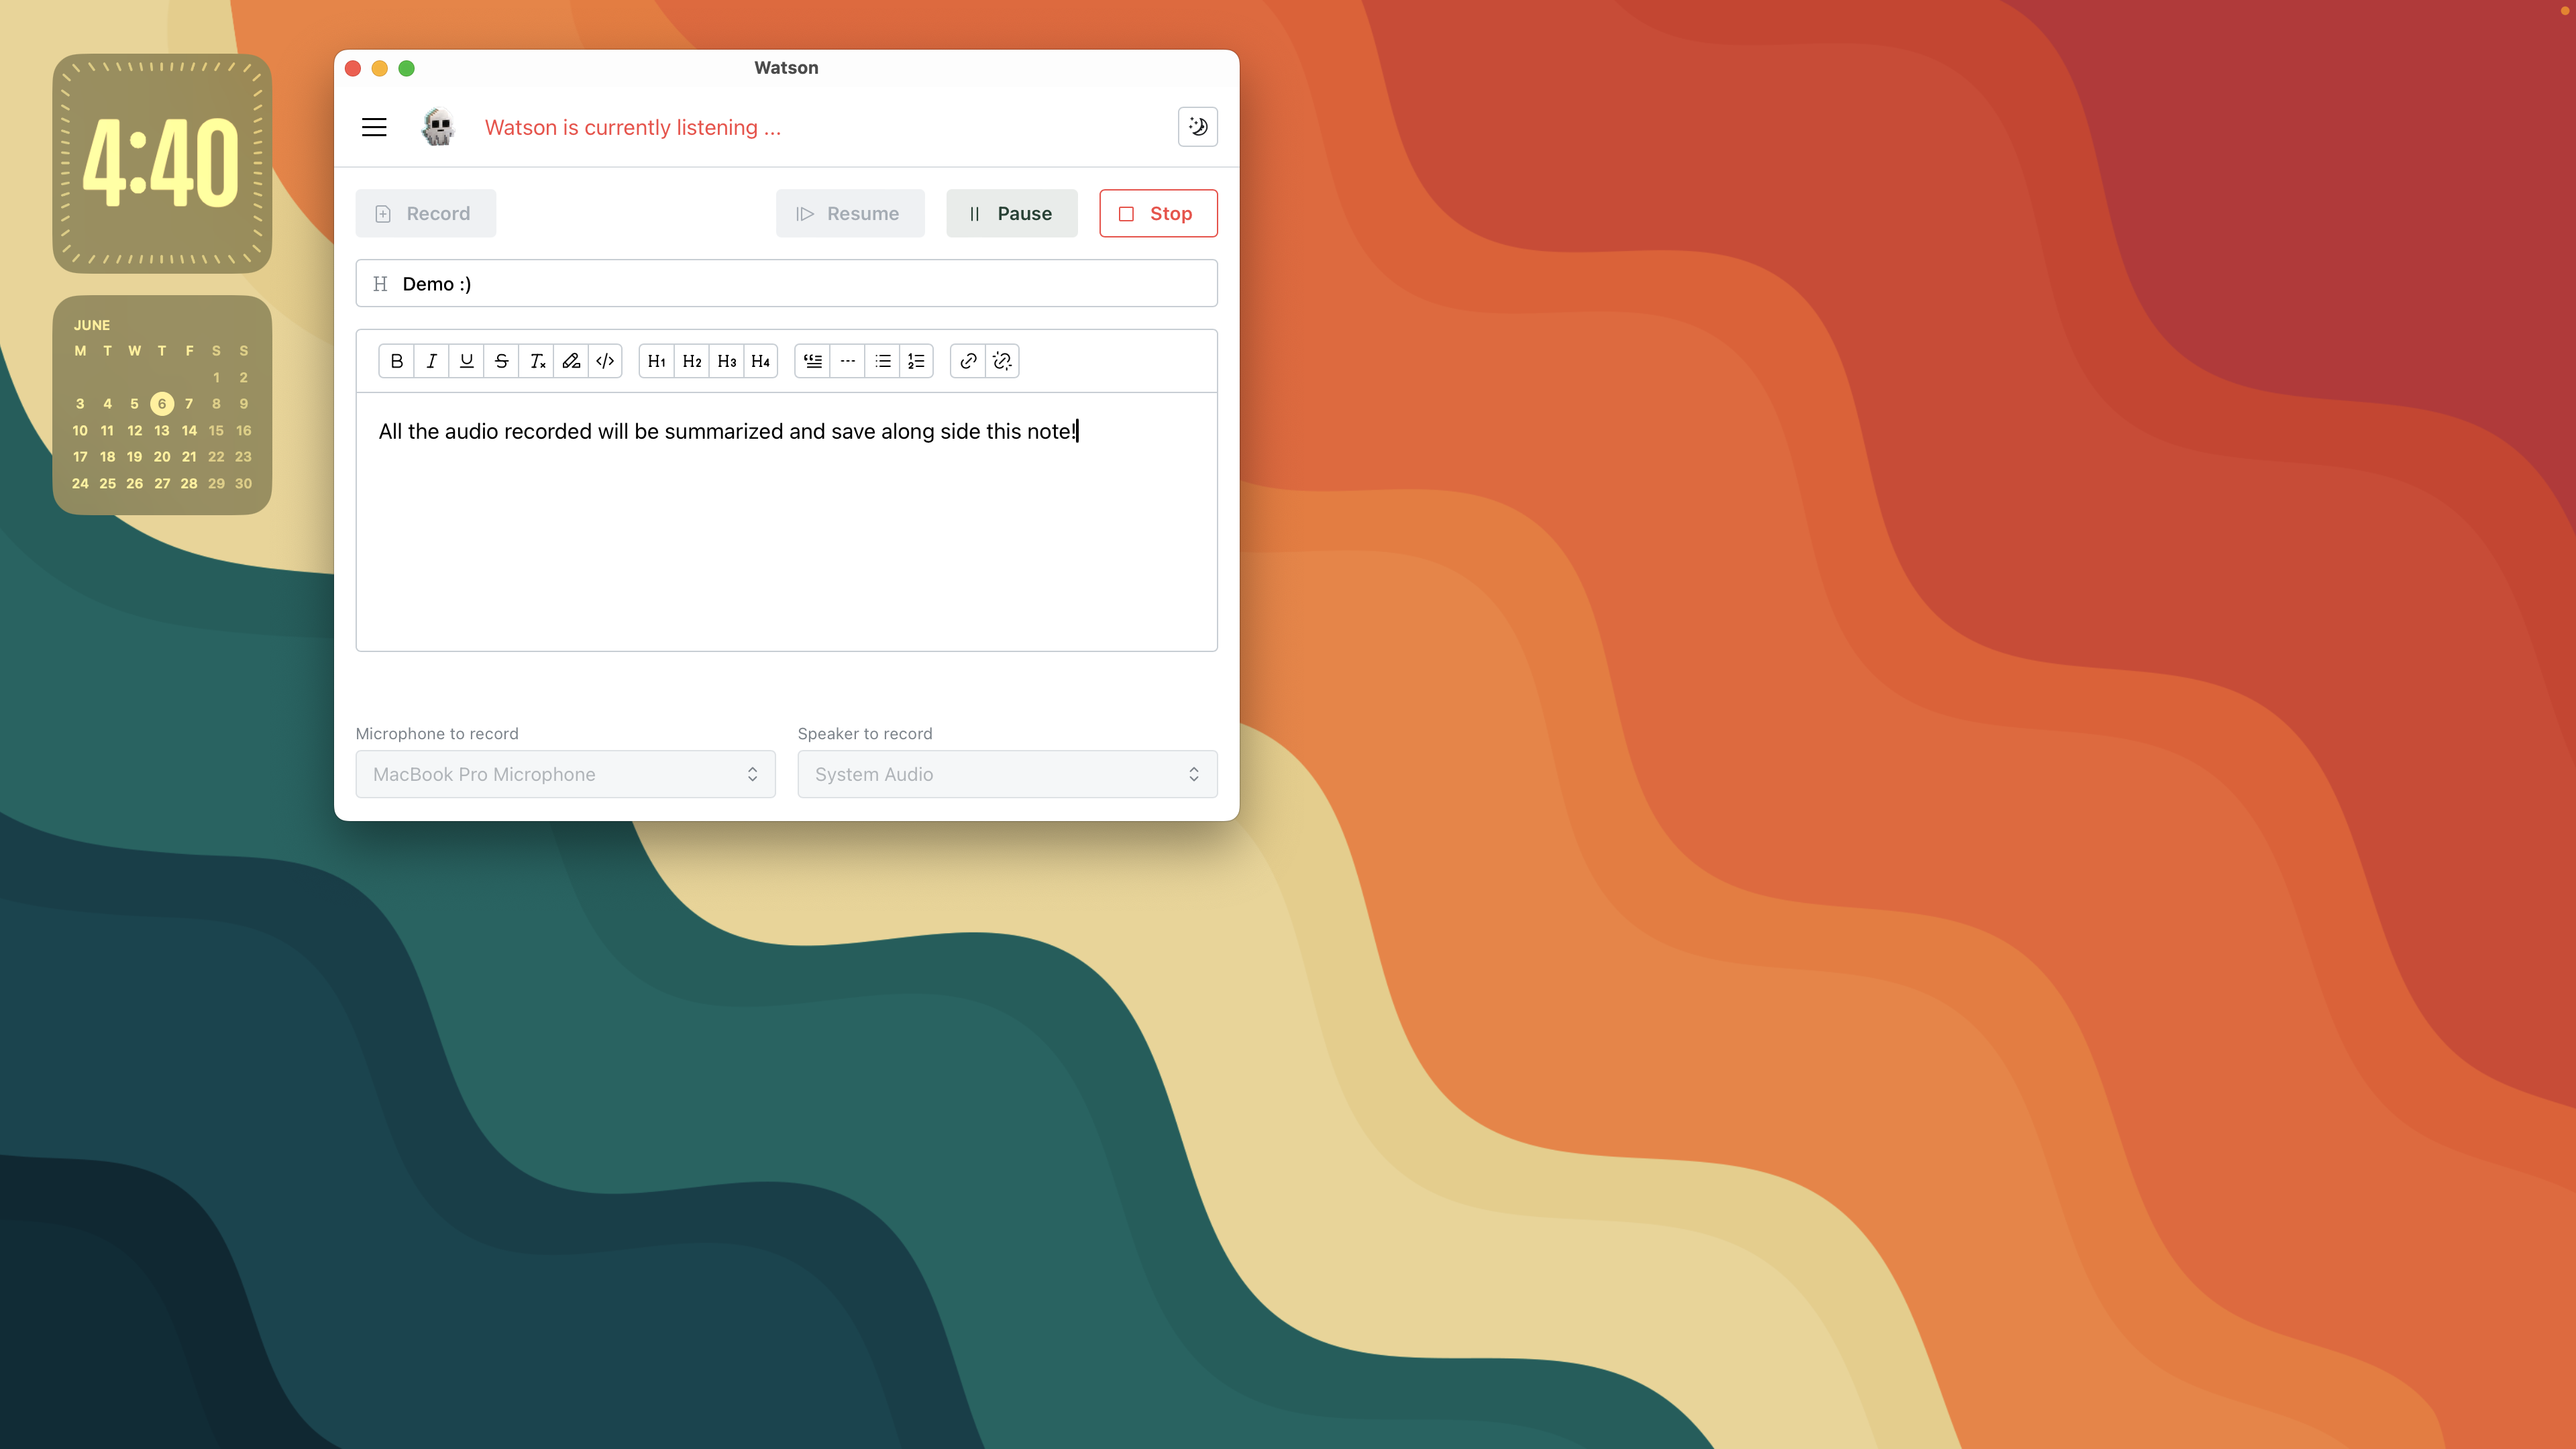 4:40
JUNE
M T W T F S S
1 2
3 4 5 6 7 8 9
10 11 12 13 14 15 16
17 18 19 20 21 22 23
24 25 26 27 28 29 30
Watson
Watson is currently listening ...
Record Resume Pause Stop
H Demo :)
B I U S Tx </> H1 H2 H3 H4
All the audio recorded will be summarized and save along side this note!
Microphone to record Speaker to record
MacBook Pro Microphone System Audio